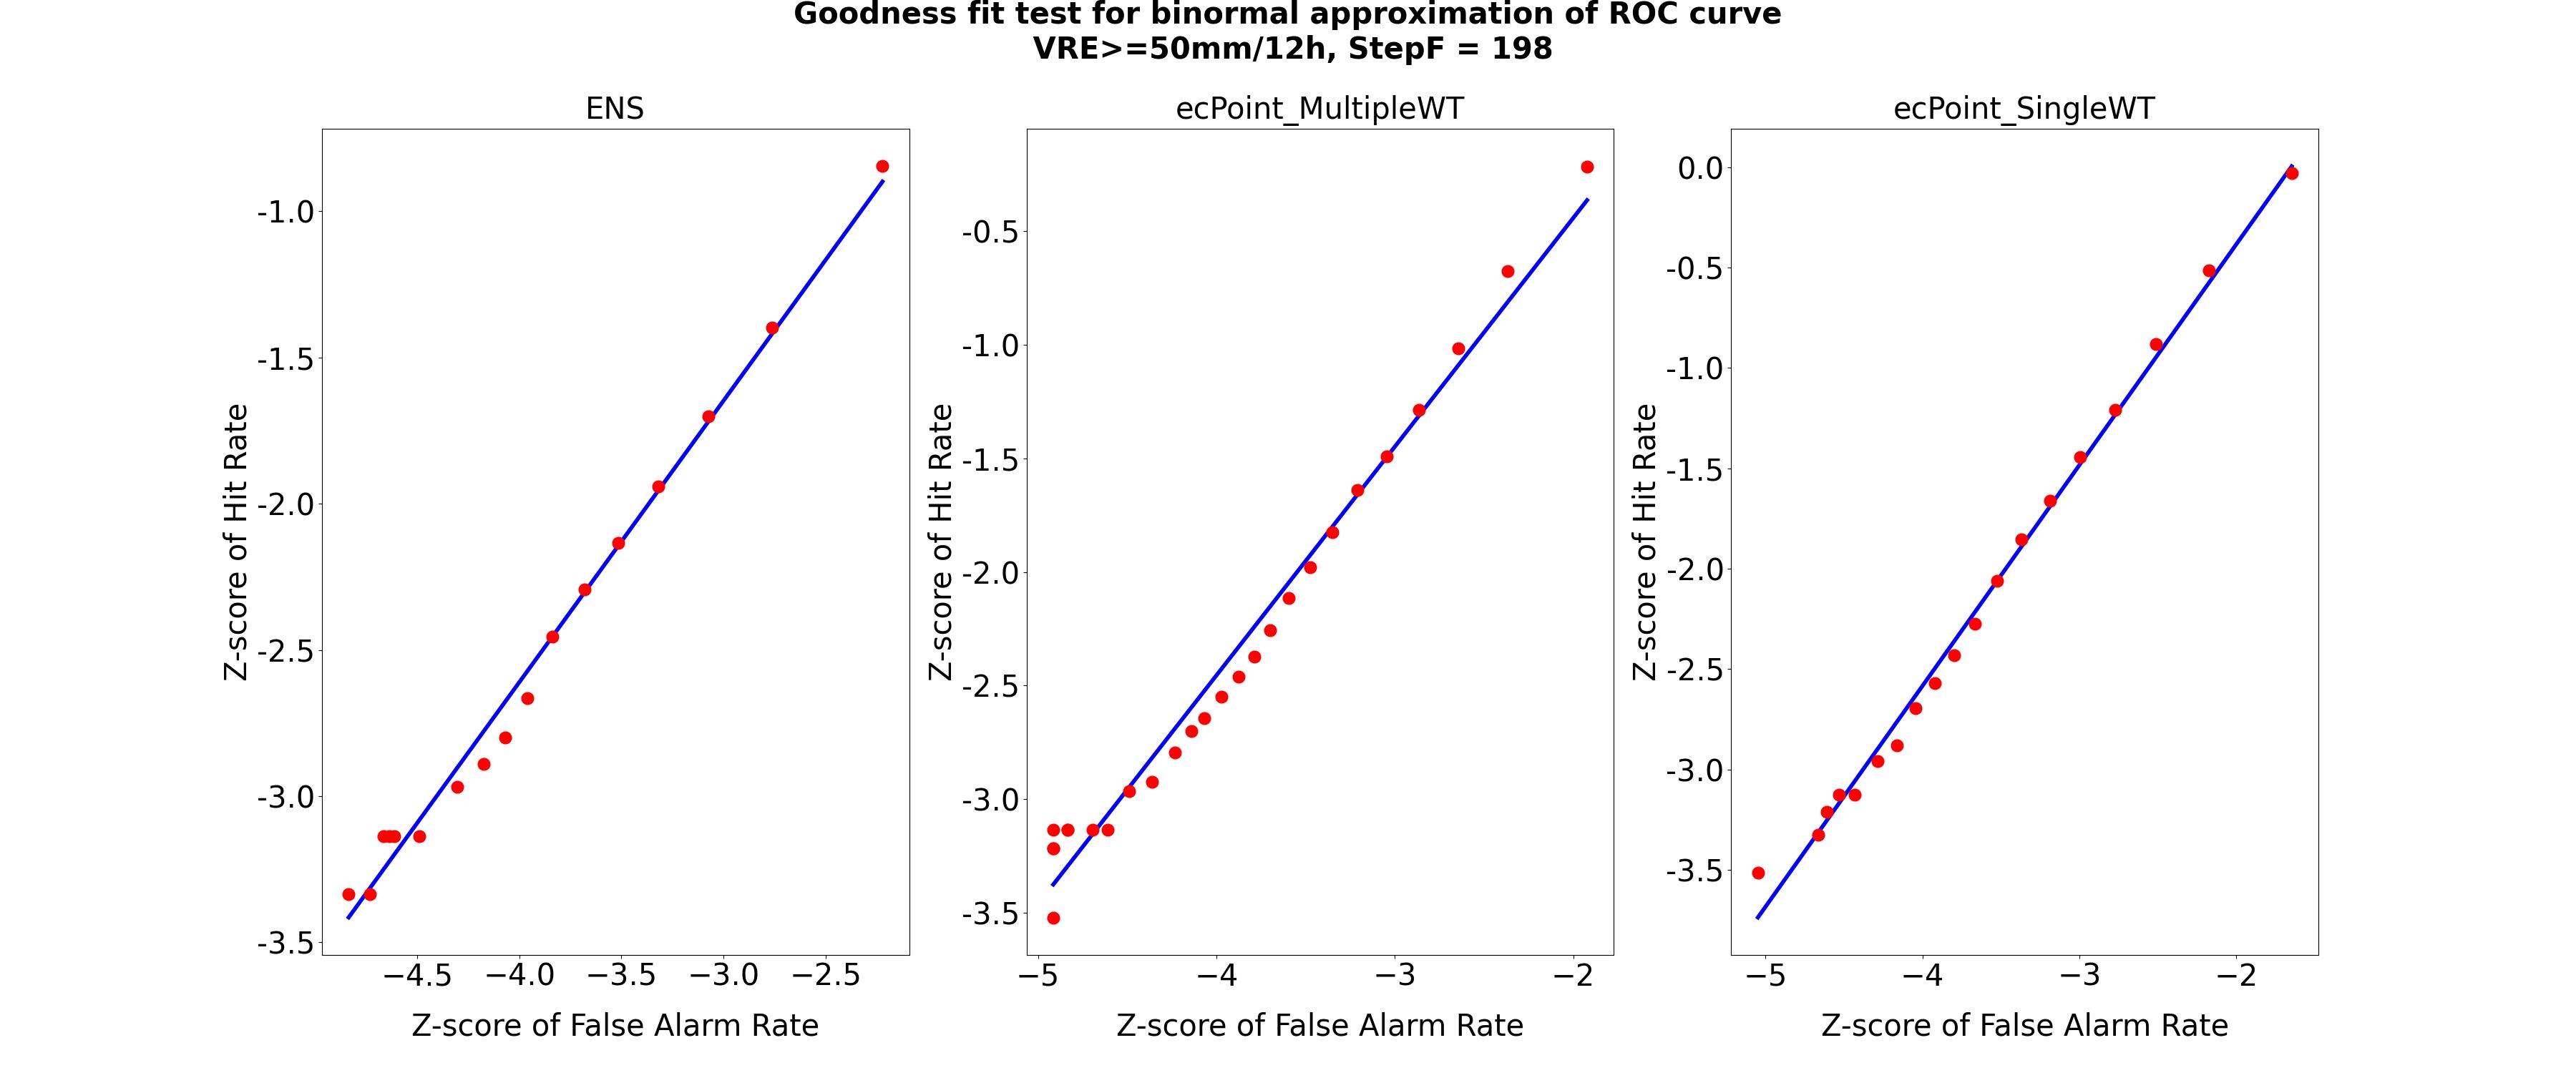 Goodness fit test for binormal approximation of ROC curve
VRE>=50mm/12h, StepF = 198
ENS
-1.0
-1.5
-2.0
-2.5
-3.0
-3.5
Z-score of Hit Rate
−4.5 −4.0 −3.5 −3.0 −2.5
Z-score of False Alarm Rate
ecPoint_MultipleWT
-0.5
-1.0
-1.5
-2.0
-2.5
-3.0
-3.5
Z-score of Hit Rate
−5 −4 −3 −2
Z-score of False Alarm Rate
ecPoint_SingleWT
0.0
-0.5
-1.0
-1.5
-2.0
-2.5
-3.0
-3.5
Z-score of Hit Rate
−5 −4 −3 −2
Z-score of False Alarm Rate